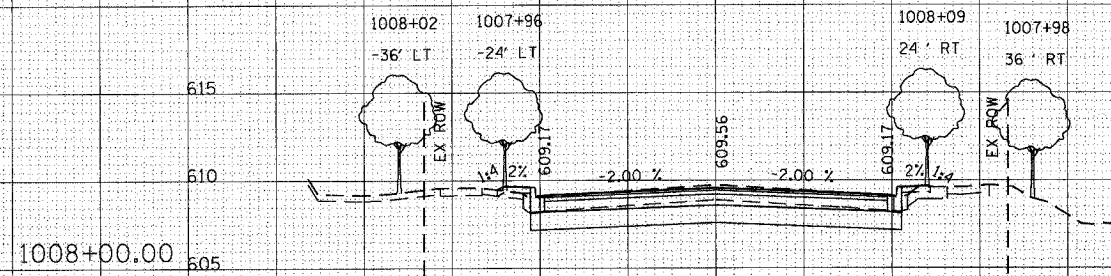 1008+02
-36' LT
1007+96
-24' LT
1008+09
24 ' RT
1007+98
36 ' RT
615
EX ROW
609.17
609.56
609.17
EX ROW
610
1:4
2%
-2.00 %
-2.00 %
2%
1:4
1008+00.00
605